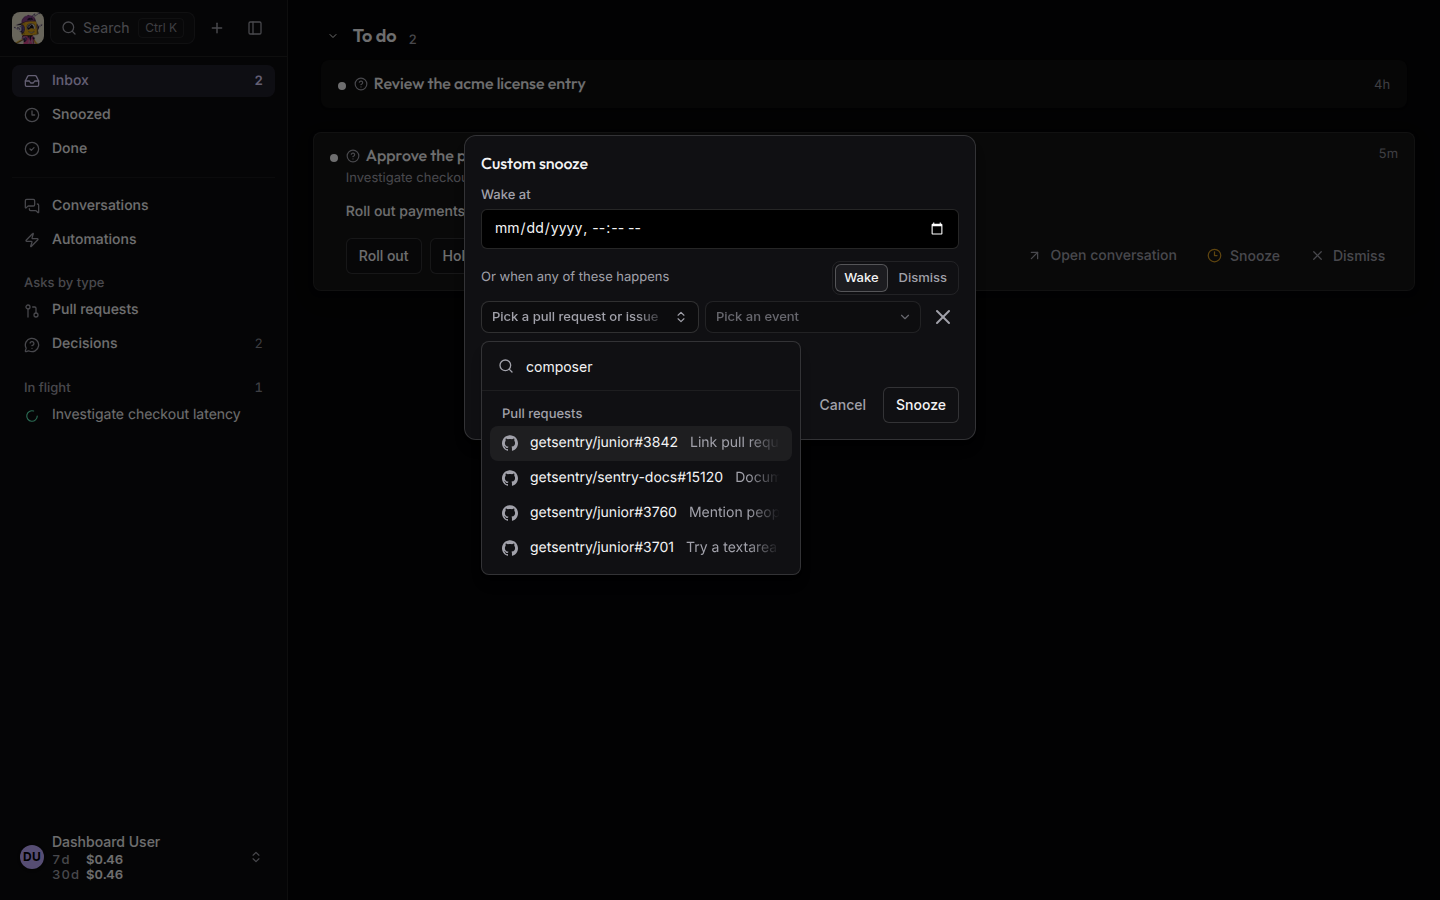 Search Ctrl K
Inbox 2
Snoozed
Done
Conversations
Automations
Asks by type
Pull requests
Decisions 2
In flight 1
Investigate checkout latency
DU Dashboard User
7d $0.46
30d $0.46
To do 2
Review the acme license entry 4h
Approve the p 5m
Investigate checkou
Roll out payments
Roll out Hol Open conversation Snooze Dismiss
Custom snooze
Wake at
mm/dd/yyyy, --:-- --
Or when any of these happens Wake Dismiss
Pick a pull request or issue Pick an event
composer
Pull requests
getsentry/junior#3842 Link pull requ
getsentry/sentry-docs#15120 Docum
getsentry/junior#3760 Mention peop
getsentry/junior#3701 Try a textarea
Cancel Snooze